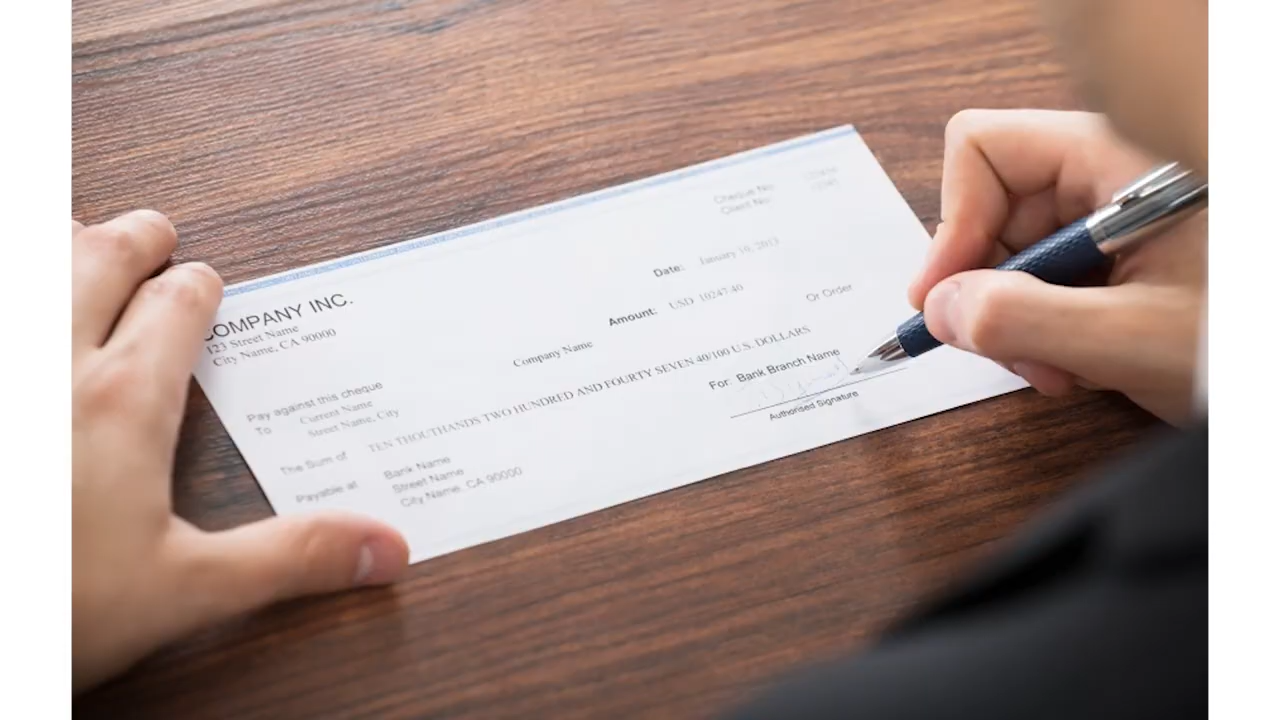 Cheque No:
Client No:
Date: January 10, 2013
COMPANY INC.
123 Street Name
City Name, CA 90000
Amount: USD 10247.40
Or Order
Company Name
Pay against this cheque
To Current Name
Street Name, City
The Sum of TEN THOUTHANDS TWO HUNDRED AND FOURTY SEVEN 40/100 U.S. DOLLARS
For: Bank Branch Name
Authorised Signature
Payable at Bank Name
Street Name
City Name, CA 90000